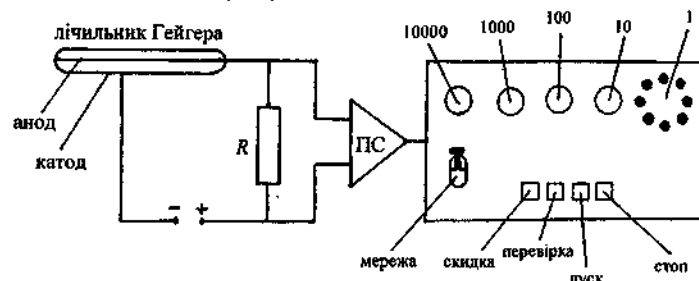 лічильник Гейгера
10000 1000 100 10 1
анод
катод
R
ПС
- +
мережа скидка перевірка пуск стоп